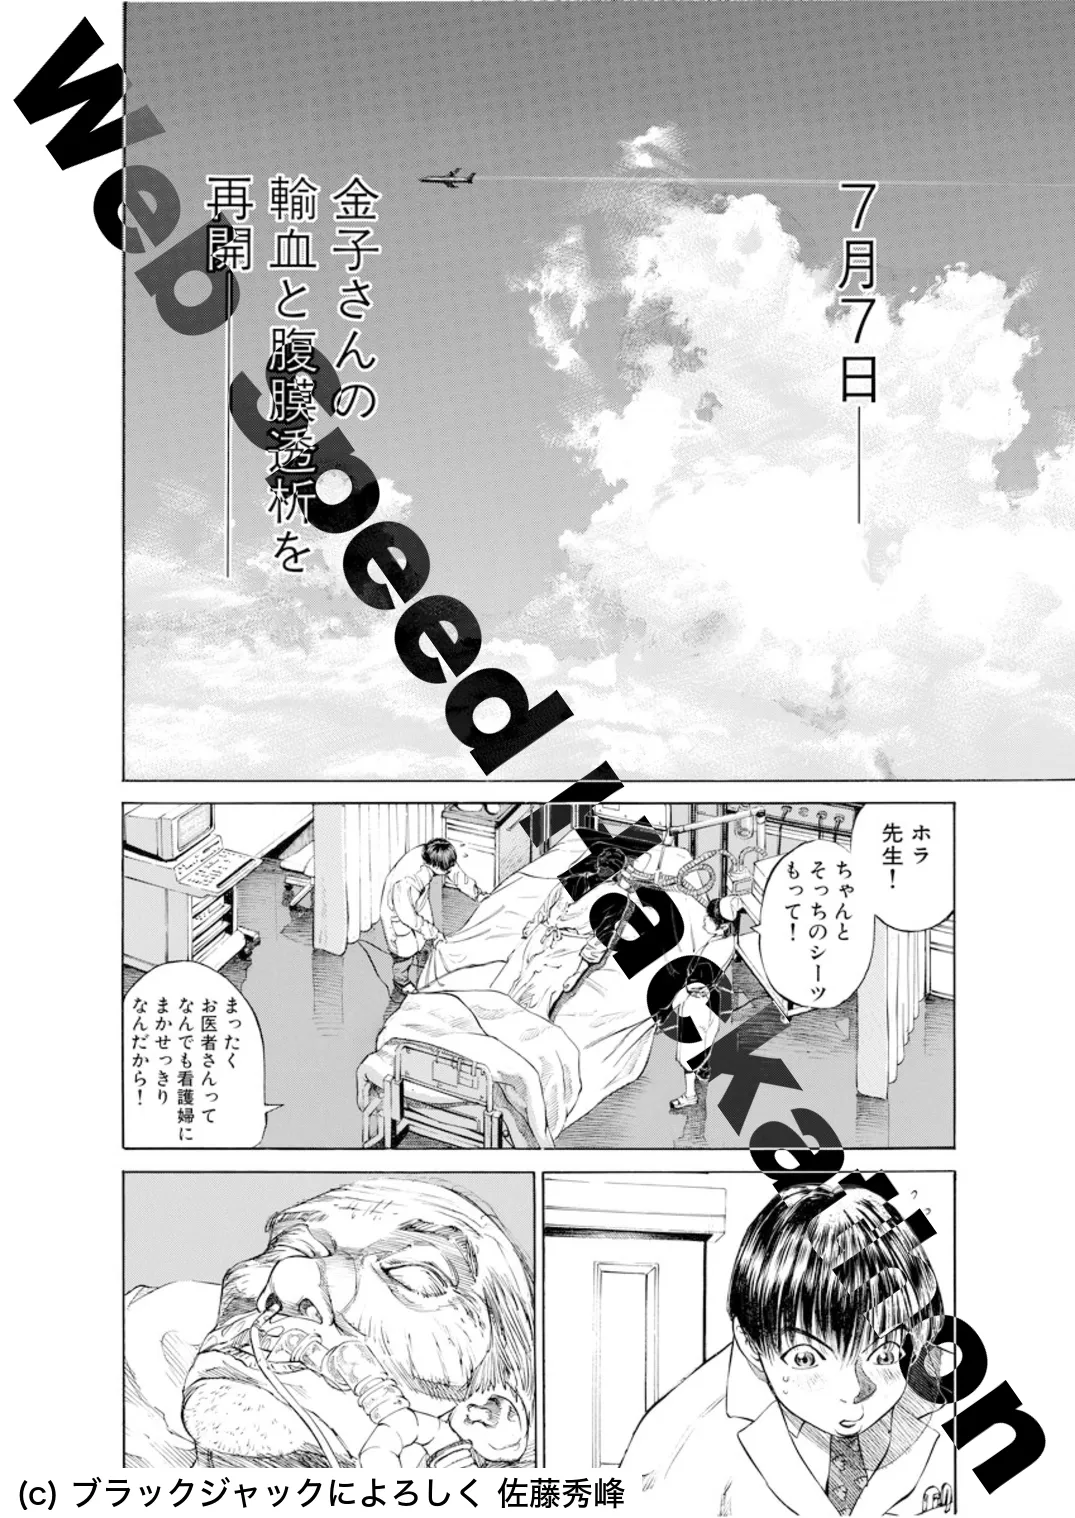 7月7日――
金子さんの
輸血と腹膜透析を
再開――
ホラ
先生！
ちゃんと
そっちのシーツ
もって！
まったく
お医者さんって
なんでも看護婦に
まかせっきり
なんだから！
Web Speed Hackathon
(c) ブラックジャックによろしく 佐藤秀峰